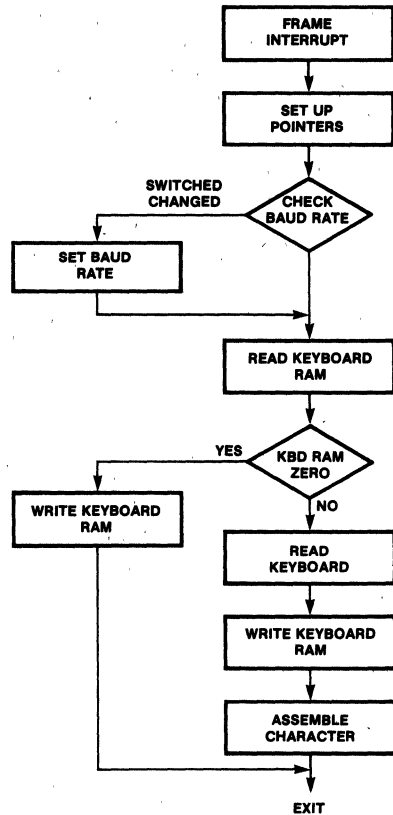 FRAME
INTERRUPT
SET UP
POINTERS
SWITCHED
CHANGED
CHECK
BAUD RATE
SET BAUD
RATE
READ KEYBOARD
RAM
YES
KBD RAM
ZERO
NO
WRITE KEYBOARD
RAM
READ
KEYBOARD
WRITE KEYBOARD
RAM
ASSEMBLE
CHARACTER
EXIT